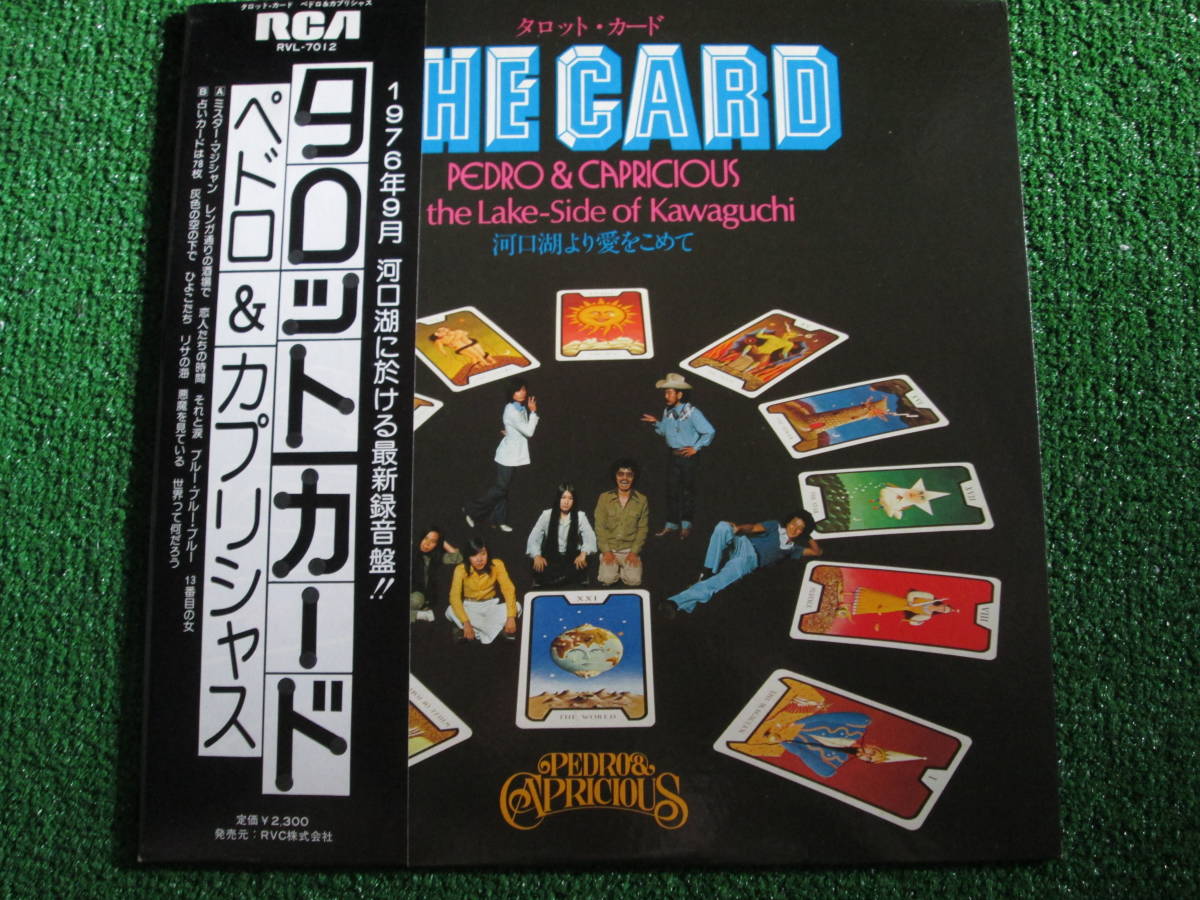 タロット・カード ペドロ&カプリシャス
RCA
RVL-7012
タロットカード
ペドロ&カプリシャス
1976年9月 河口湖に於ける最新録音盤!!
A ミスター・マジシャン レンガ通りの酒場で 恋人たちの時間 それと涙 ブルー・ブルー・ブルー 13番目の女
B 占いカードは78枚 灰色の空の下で ひよこたち リサの海 悪魔を見ている 世界って何だろう
定価¥2,300
発売元:RVC株式会社
タロット・カード
HE CARD
PEDRO & CAPRICIOUS
the Lake-Side of Kawaguchi
河口湖より愛をこめて
XVII
VIII
XXI
THE WORLD
THE MAGICIAN
I
PEDRO&
CAPRICIOUS